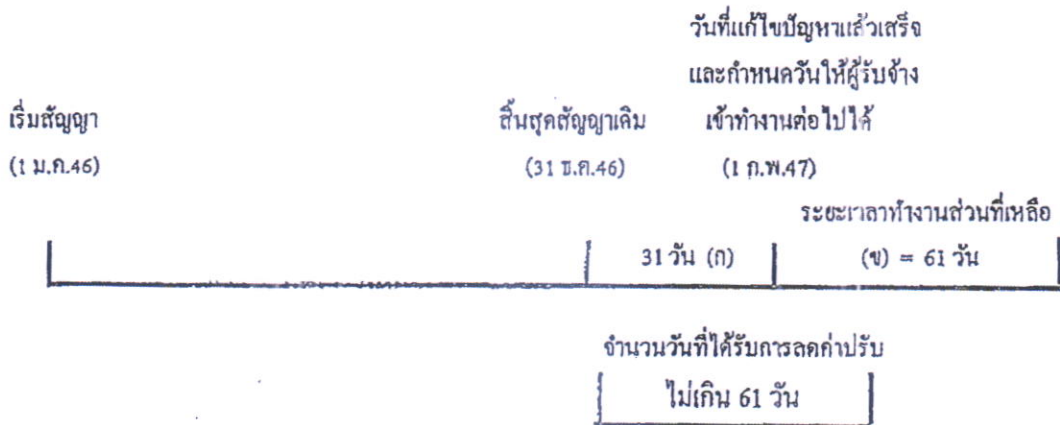 วันที่แก้ไขปัญหาแล้วเสร็จ
และกำหนดวันให้ผู้รับจ้าง
เริ่มสัญญา สิ้นสุดสัญญาเดิม เข้าทำงานต่อไปได้
(1 ม.ค.46) (31 ธ.ค.46) (1 ก.พ.47)
ระยะเวลาทำงานส่วนที่เหลือ
31 วัน (ก) (ข) = 61 วัน
จำนวนวันที่ได้รับการลดค่าปรับ
ไม่เกิน 61 วัน